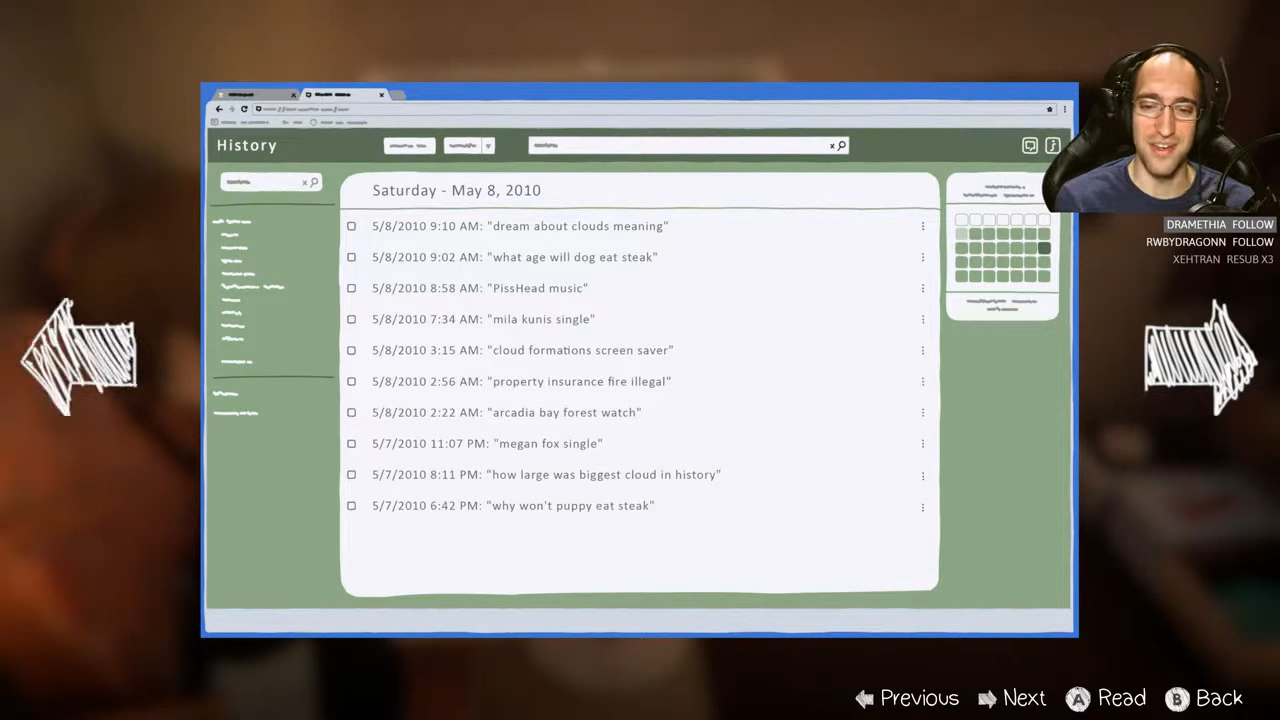 History
Saturday - May 8, 2010
5/8/2010 9:10 AM: "dream about clouds meaning"
5/8/2010 9:02 AM: "what age will dog eat steak"
5/8/2010 8:58 AM: "PissHead music"
5/8/2010 7:34 AM: "mila kunis single"
5/8/2010 3:15 AM: "cloud formations screen saver"
5/8/2010 2:56 AM: "property insurance fire illegal"
5/8/2010 2:22 AM: "arcadia bay forest watch"
5/7/2010 11:07 PM: "megan fox single"
5/7/2010 8:11 PM: "how large was biggest cloud in history"
5/7/2010 6:42 PM: "why won't puppy eat steak"
DRAMETHIA FOLLOW
RWBYDRAGONN FOLLOW
XEHTRAN RESUB X3
Previous Next A Read B Back